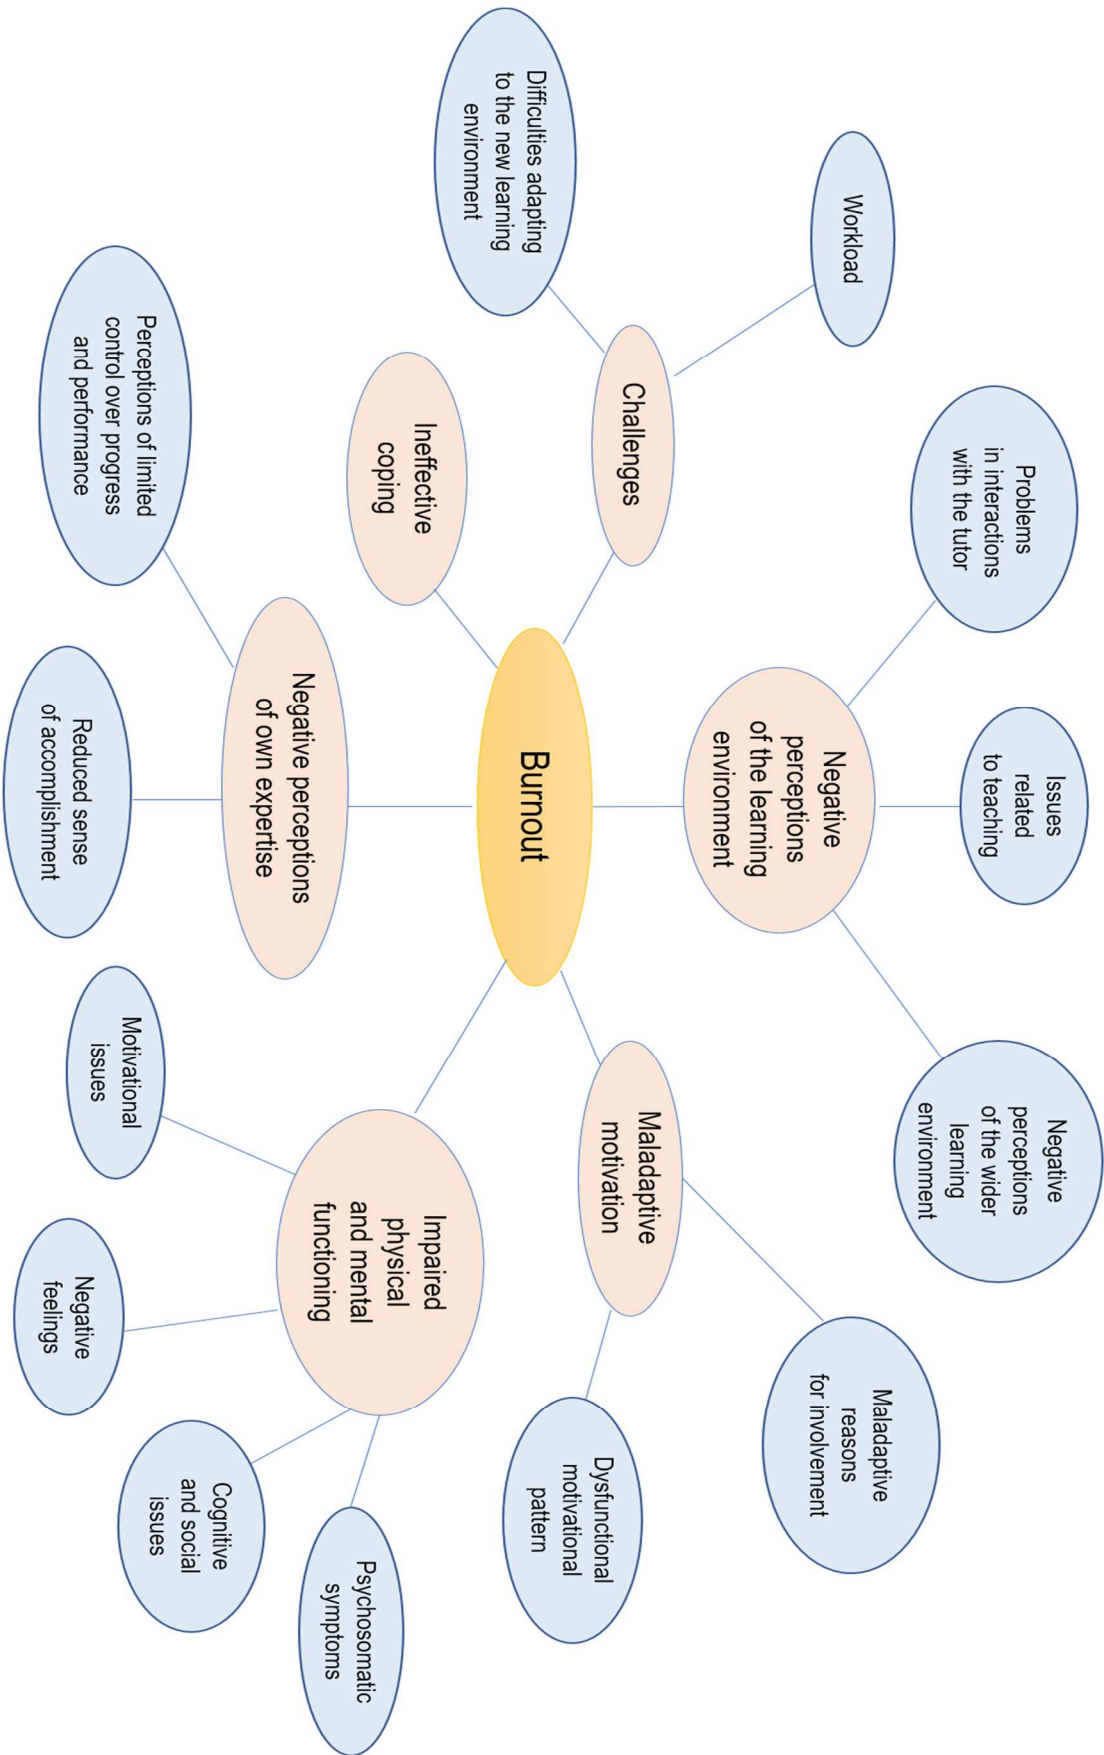 Problems
in interactions
with the tutor
Issues
related
to teaching
Negative
perceptions
of the wider
learning
environment
Workload
Negative
perceptions
of the learning
environment
Maladaptive
reasons
for involvement
Difficulties adapting
to the new learning
environment
Challenges
Maladaptive
motivation
Dysfunctional
motivational
pattern
Burnout
Ineffective
coping
Impaired
physical
and mental
functioning
Psychosomatic
symptoms
Negative perceptions
of own expertise
Cognitive
and social
issues
Perceptions of limited
control over progress
and performance
Motivational
issues
Reduced sense
of accomplishment
Negative
feelings